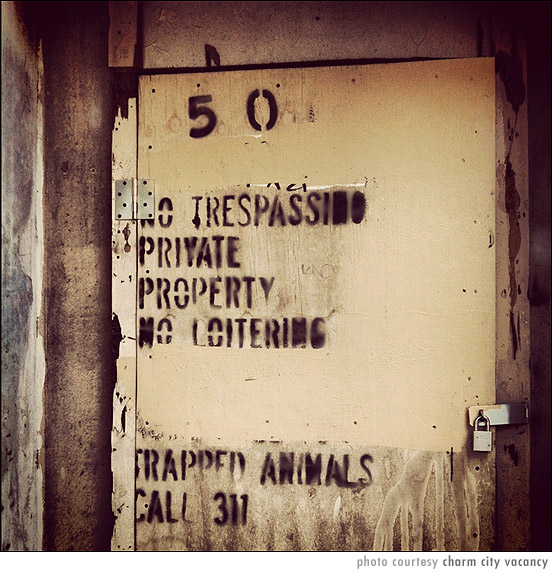 50
NO TRESPASSING
PRIVATE
PROPERTY
NO LOITERING
TRAPPED ANIMALS
CALL 311
photo courtesy charm city vacancy